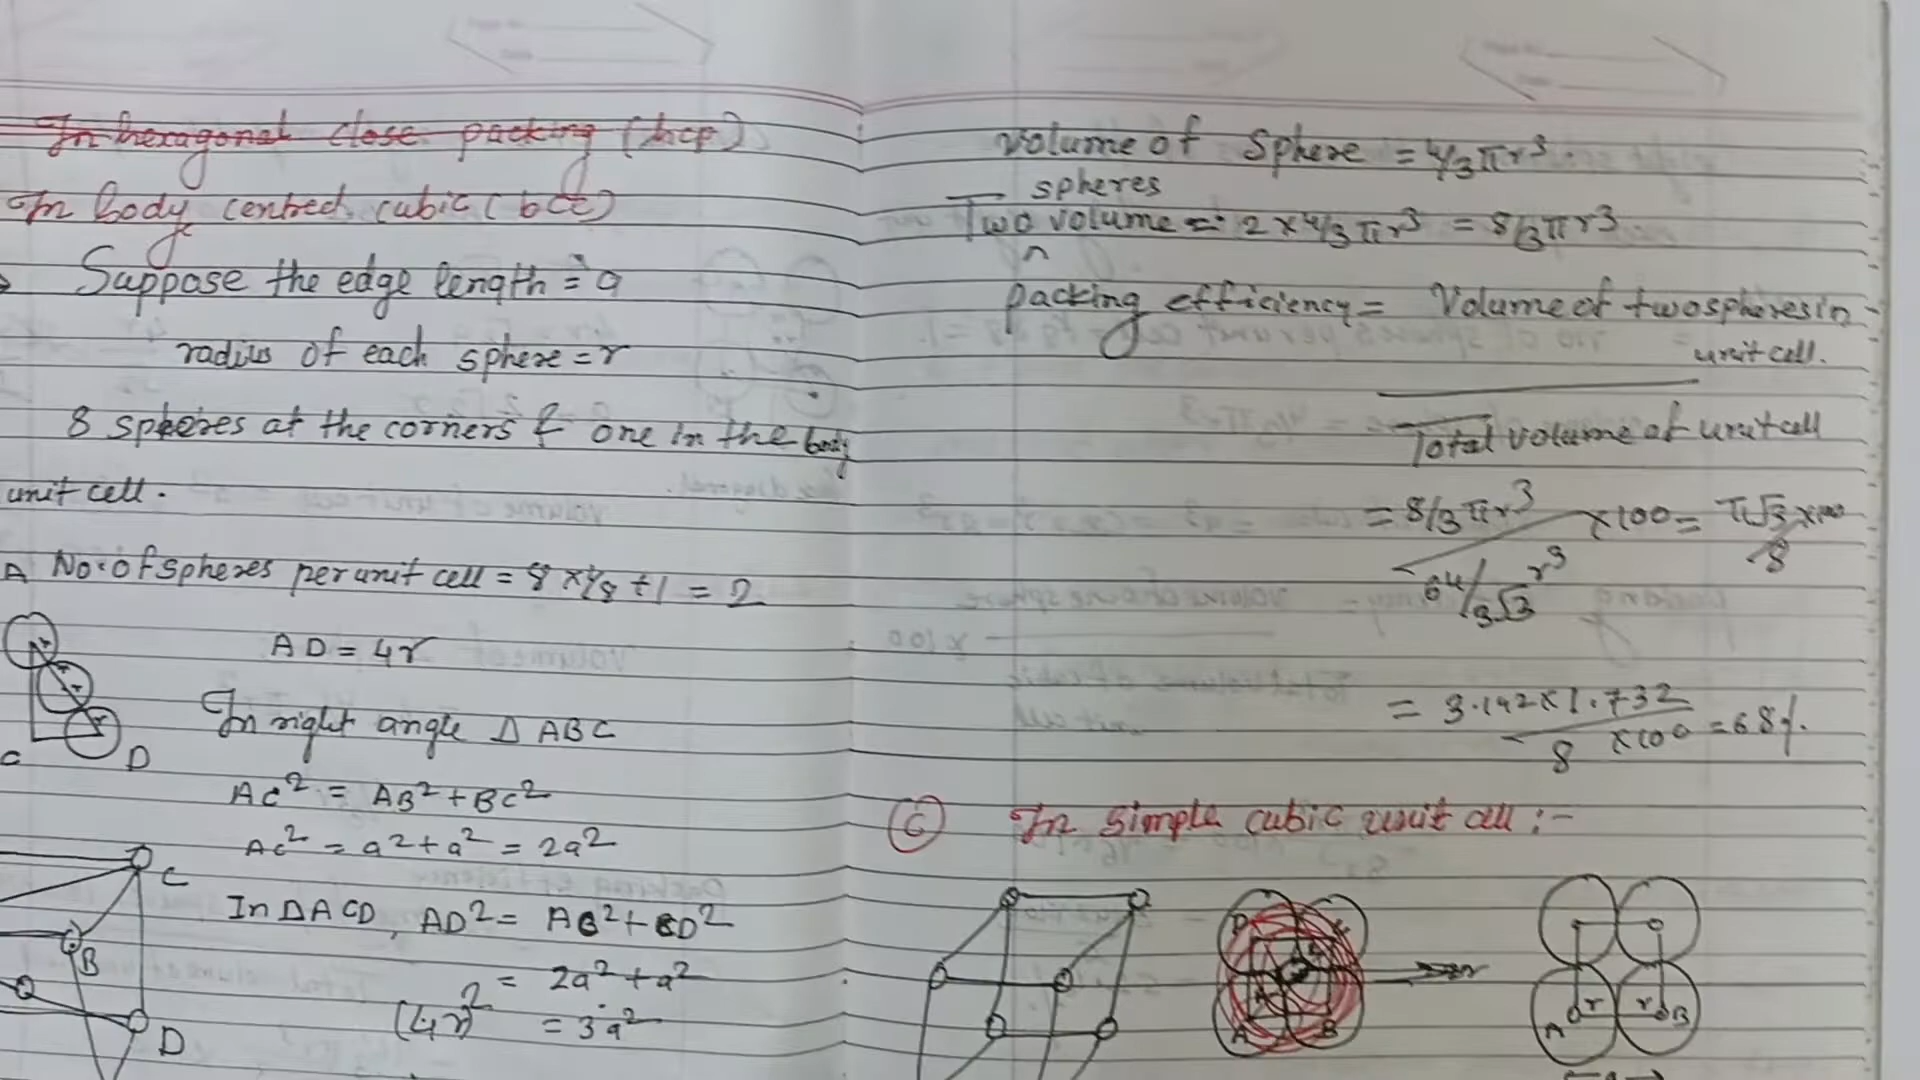 In hexagonal close packing (hcp)
In body centred cubic (bcc)
Suppose the edge length = a
radius of each sphere = r
8 spheres at the corners & one in the body
unit cell.
No. of spheres per unit cell = 8 × 1/8 + 1 = 2
AD = 4r
C D
In right angle Δ ABC
AC² = AB² + BC²
AC² = a² + a² = 2a²
C
In Δ ACD, AD² = AC² + CD²
B
= 2a² + a²
(4r)² = 3a²
D
Volume of Sphere = 4/3 πr³.
spheres
Two volume = 2 × 4/3 πr³ = 8/3 πr³
packing efficiency = Volume of two spheres in
unit cell.
Total volume of unit cell
= 8/3 πr³ × 100 = π√3 × 100
64/3√3 r³ 8
= 3.142 × 1.732
8 × 100 = 68%.
(C) In simple cubic unit cell :-
A B
A r r B